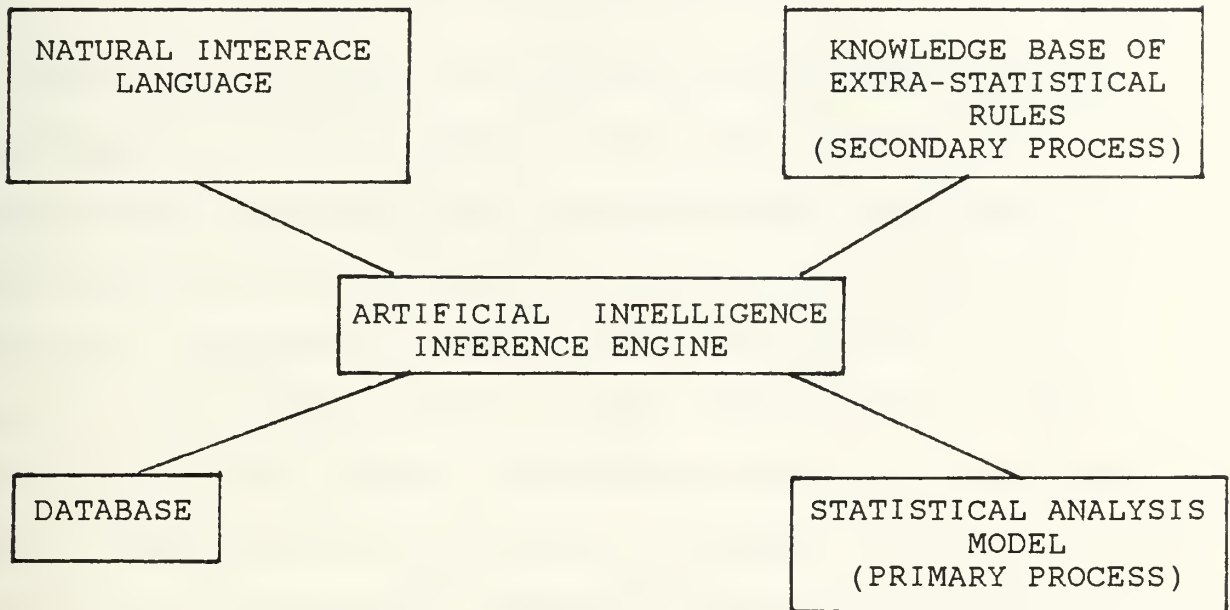 NATURAL INTERFACE
LANGUAGE
KNOWLEDGE BASE OF
EXTRA-STATISTICAL
RULES
(SECONDARY PROCESS)
ARTIFICIAL INTELLIGENCE
INFERENCE ENGINE
DATABASE
STATISTICAL ANALYSIS
MODEL
(PRIMARY PROCESS)